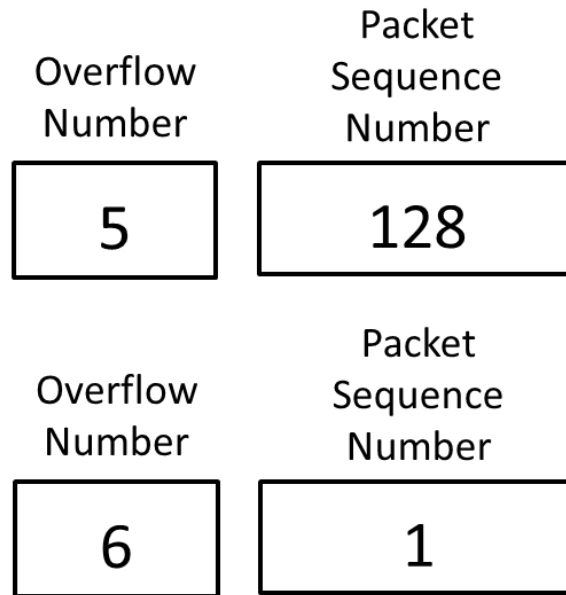 Overflow
Number
Packet
Sequence
Number
5
128
Overflow
Number
Packet
Sequence
Number
6
1